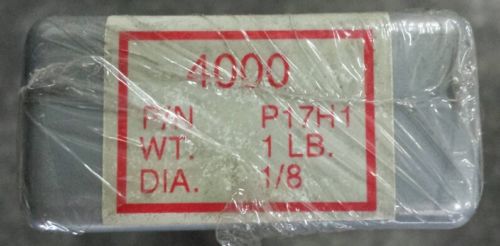 4000
P/N P17H1
WT. 1 LB.
DIA. 1/8